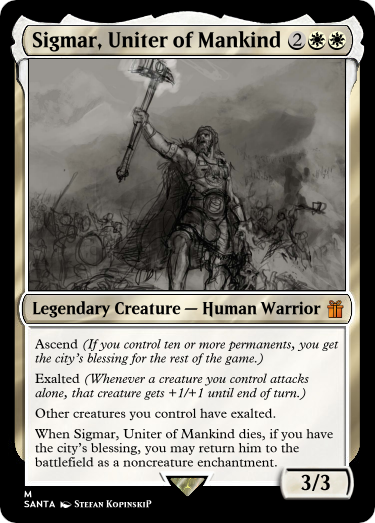 Sigmar, Uniter of Mankind 2
Legendary Creature — Human Warrior
Ascend (If you control ten or more permanents, you get
the city's blessing for the rest of the game.)
Exalted (Whenever a creature you control attacks
alone, that creature gets +1/+1 until end of turn.)
Other creatures you control have exalted.
When Sigmar, Uniter of Mankind dies, if you have
the city's blessing, you may return him to the
battlefield as a noncreature enchantment.
3/3
M
SANTA Stefan KopinskiP